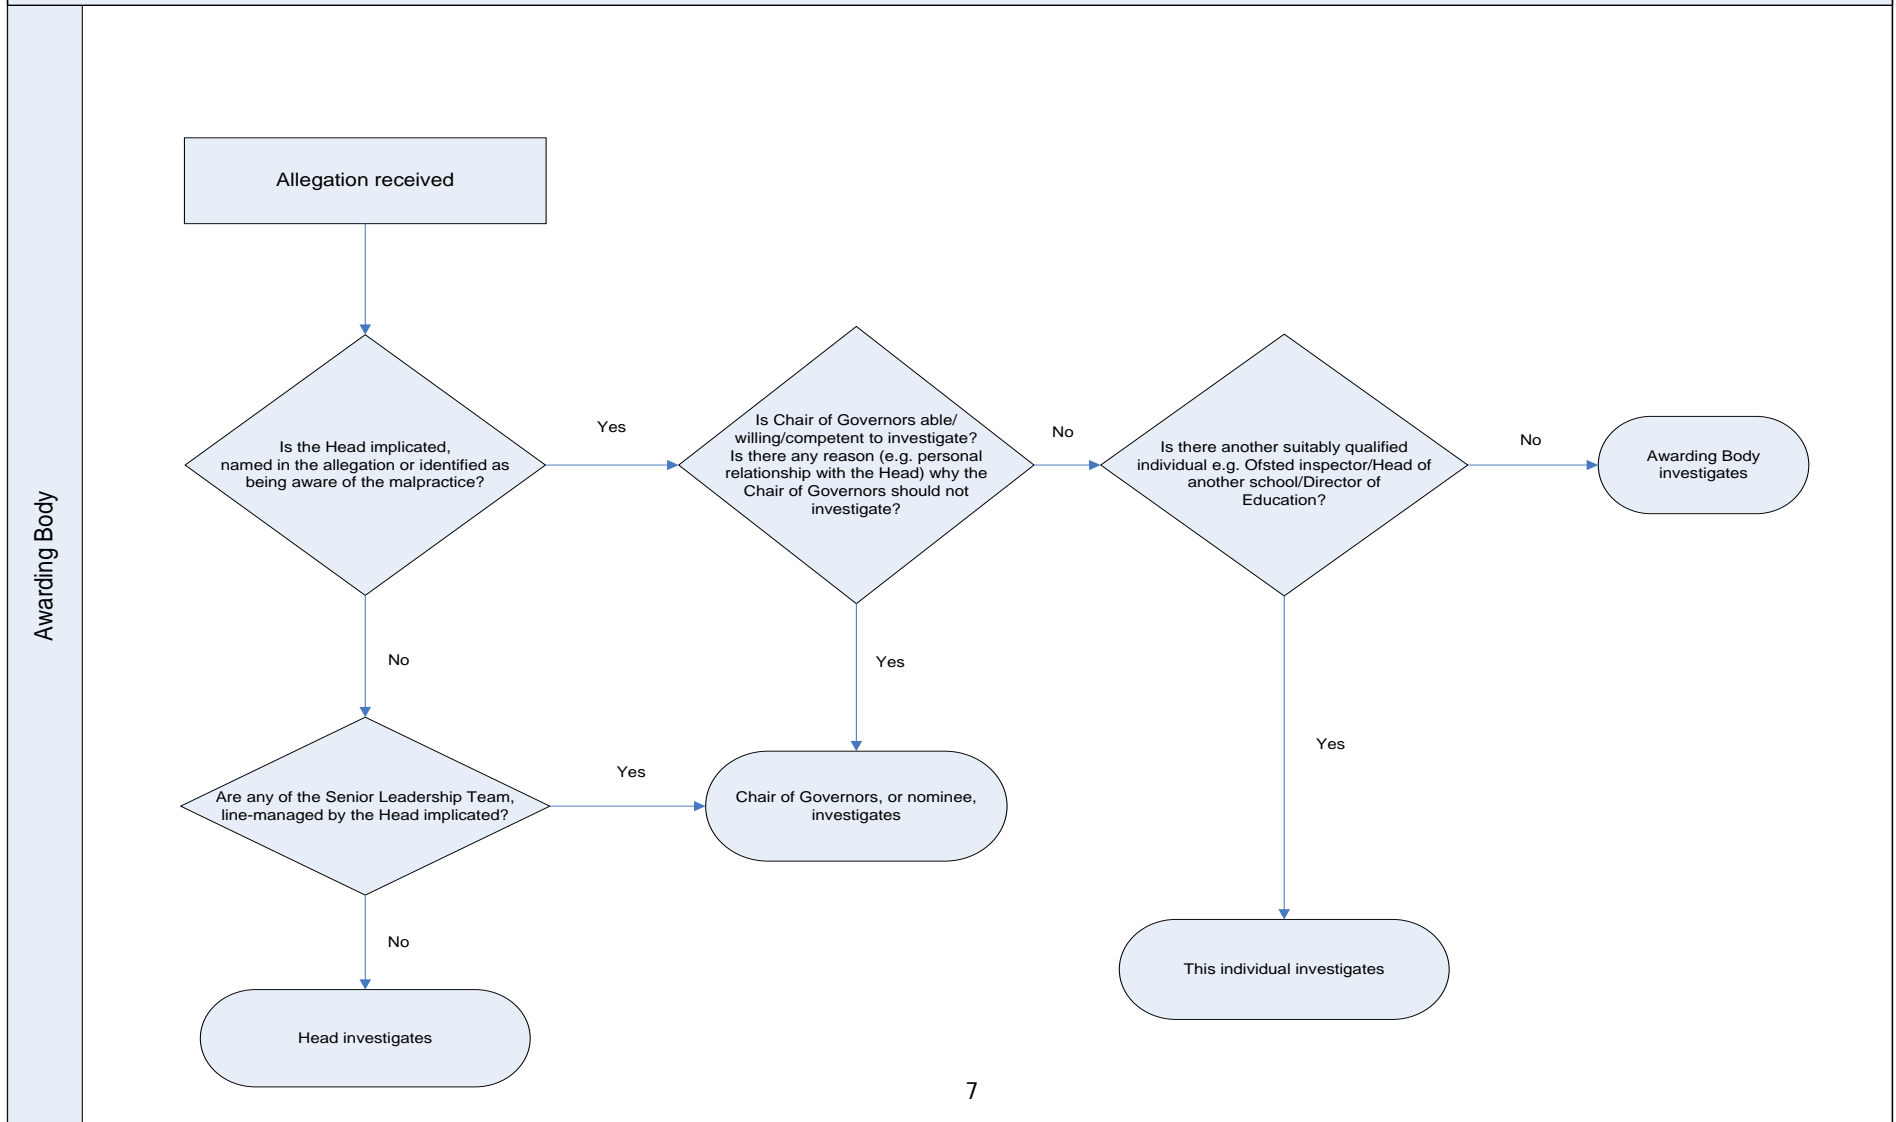 Awarding Body
Allegation received
Is the Head implicated,
named in the allegation or identified as
being aware of the malpractice?
Yes
Is Chair of Governors able/
willing/competent to investigate?
Is there any reason (e.g. personal
relationship with the Head) why the
Chair of Governors should not
investigate?
No
Is there another suitably qualified
individual e.g. Ofsted inspector/Head of
another school/Director of
Education?
No
Awarding Body
investigates
No
Yes
Yes
Are any of the Senior Leadership Team,
line-managed by the Head implicated?
Yes
Chair of Governors, or nominee,
investigates
No
This individual investigates
Head investigates
7